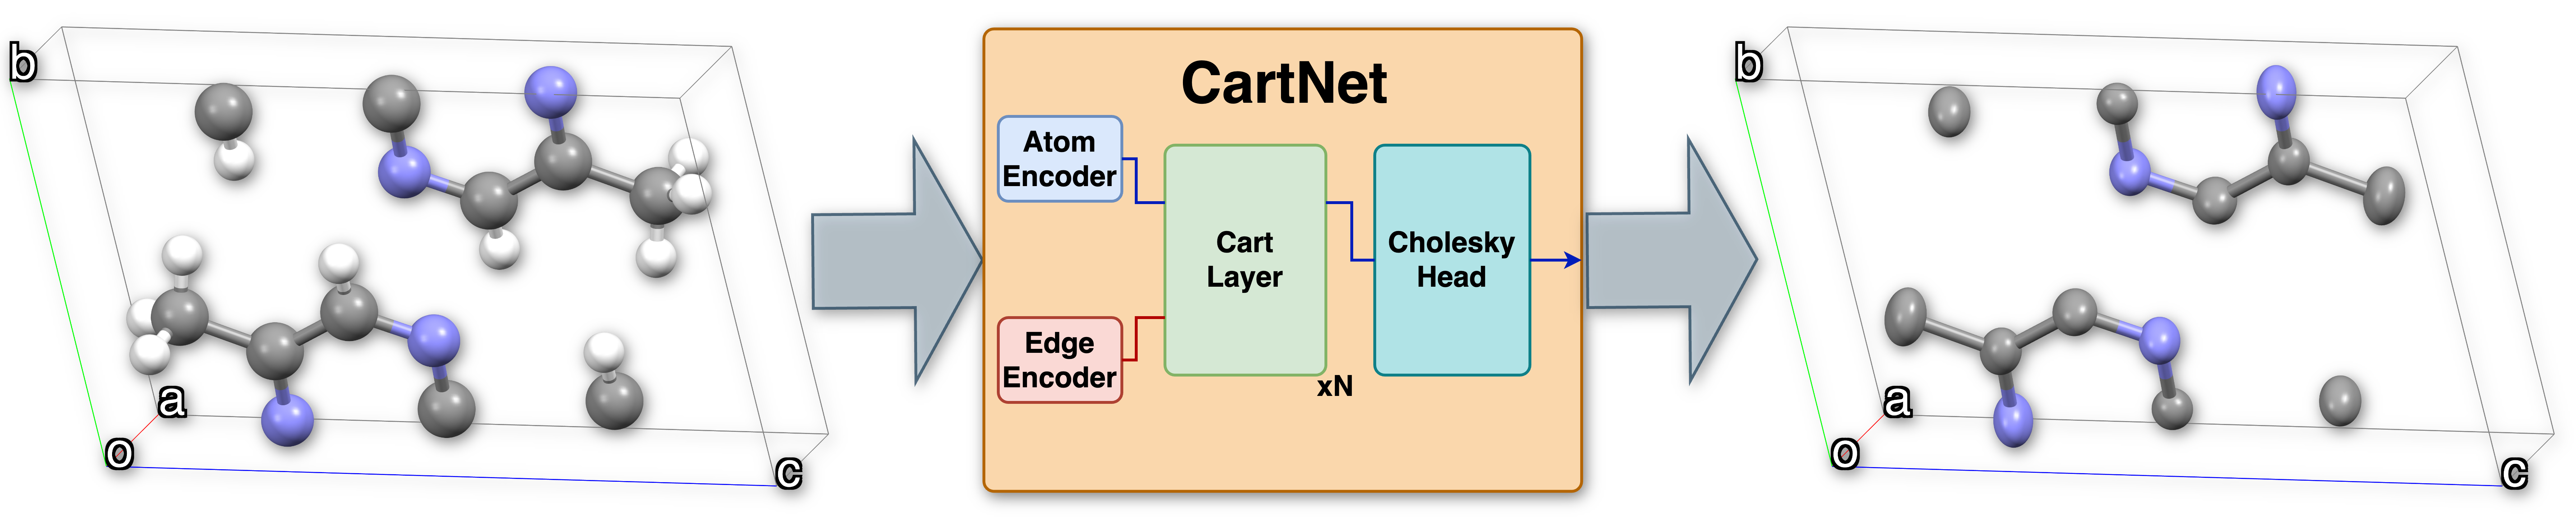 b
a
o
c
CartNet
Atom
Encoder
Edge
Encoder
Cart
Layer
xN
Cholesky
Head
b
a
o
c